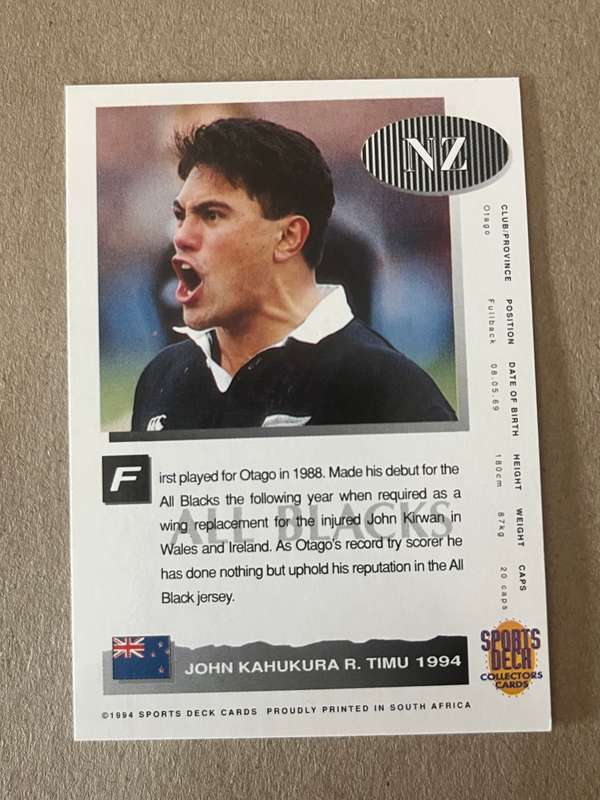 NZ
CLUB/PROVINCE POSITION DATE OF BIRTH HEIGHT WEIGHT CAPS
Otago Fullback 08.05.69 180cm 87kg 20 caps
First played for Otago in 1988. Made his debut for the
All Blacks the following year when required as a
wing replacement for the injured John Kirwan in
Wales and Ireland. As Otago's record try scorer he
has done nothing but uphold his reputation in the All
Black jersey.
ALL BLACKS
JOHN KAHUKURA R. TIMU 1994
SPORTS
DECK
COLLECTORS
CARDS
©1994 SPORTS DECK CARDS PROUDLY PRINTED IN SOUTH AFRICA